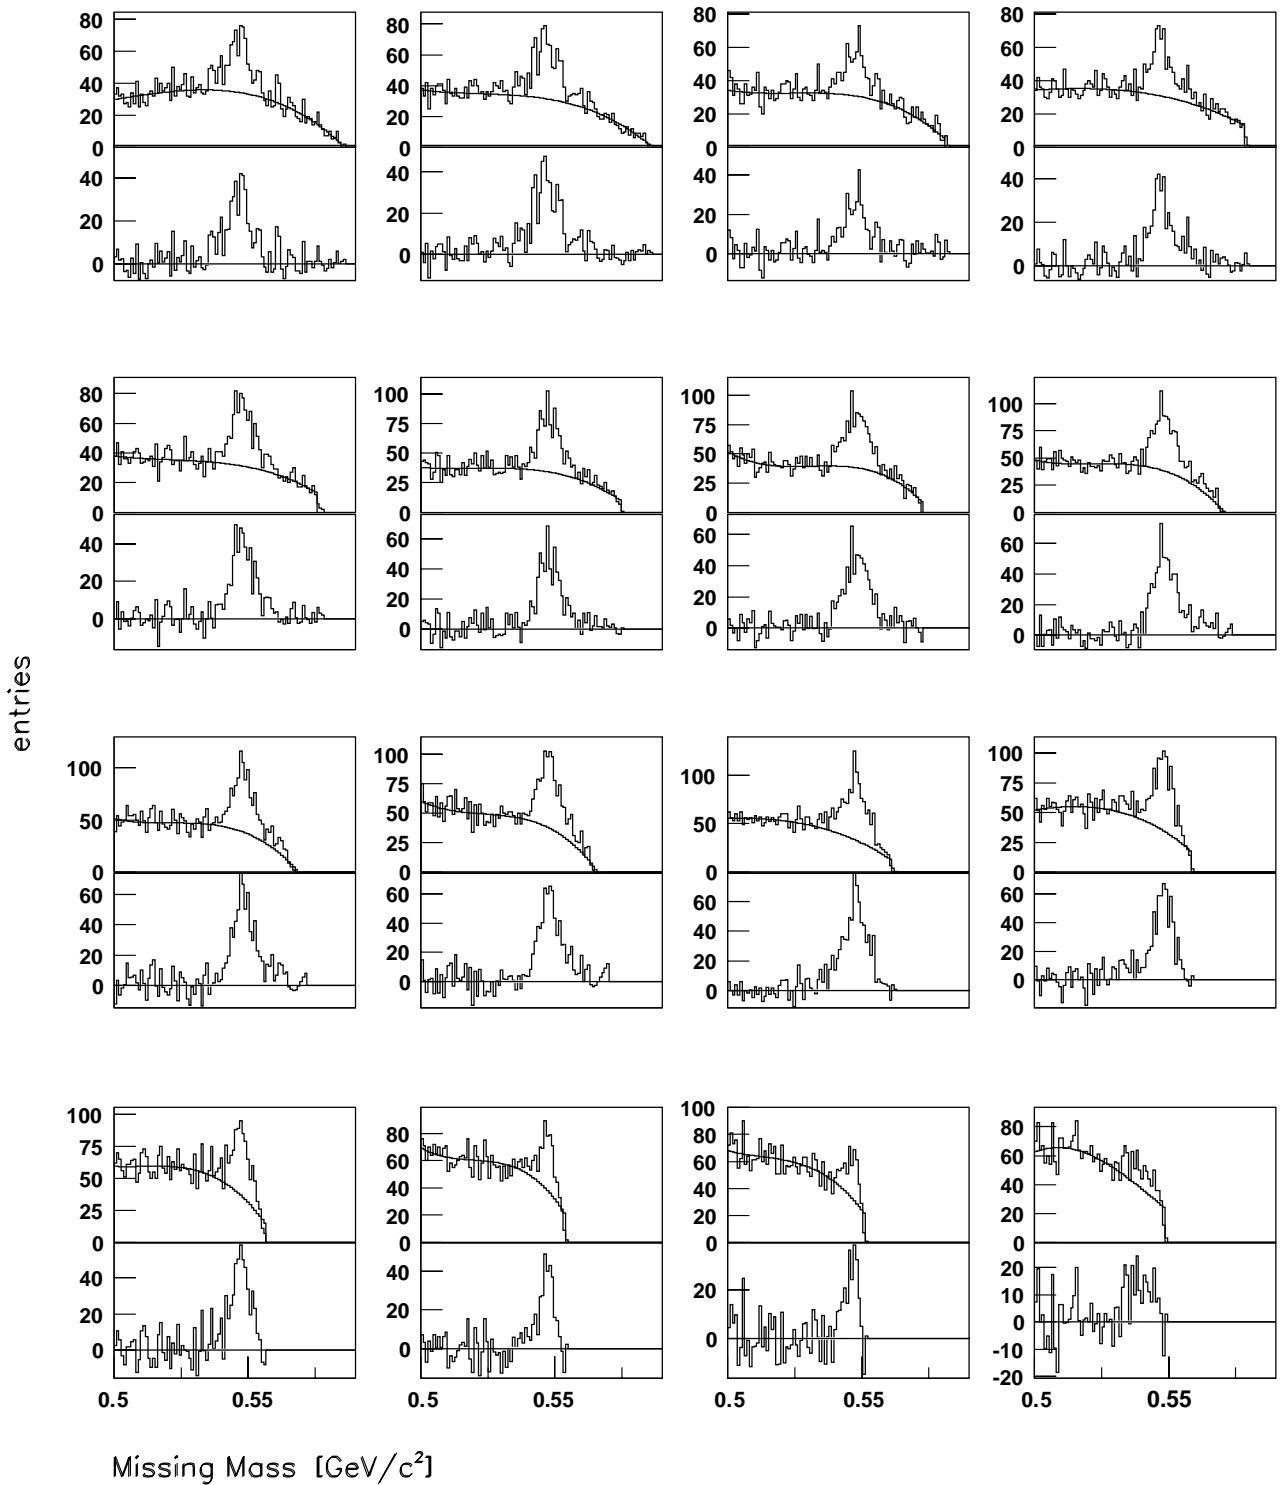 80 80 80 80
60 60 60 60
40 40 40 40
20 20 20 20
0 0 0 0
40 40 40 40
20 20 20 20
0 0 0 0
80 100 100 100
60 75 75 75
40 50 50 50
20 25 25 25
0 0 0 0
40 60 60 60
20 40 40 40
0 20 20 20
0 0 0
entries
100 100 100 100
50 75 50 75
0 50 0 50
25 25
0 0
60 60 60 60
40 40 40 40
20 20 20 20
0 0 0 0
100 80 100 80
75 60 80 60
50 40 60 40
25 20 40 20
0 0 20 0
0
40 40 20 20
20 20 0 10
0 0 0
-10
-20
0.5 0.55 0.5 0.55 0.5 0.55 0.5 0.55
Missing Mass [GeV/c²]